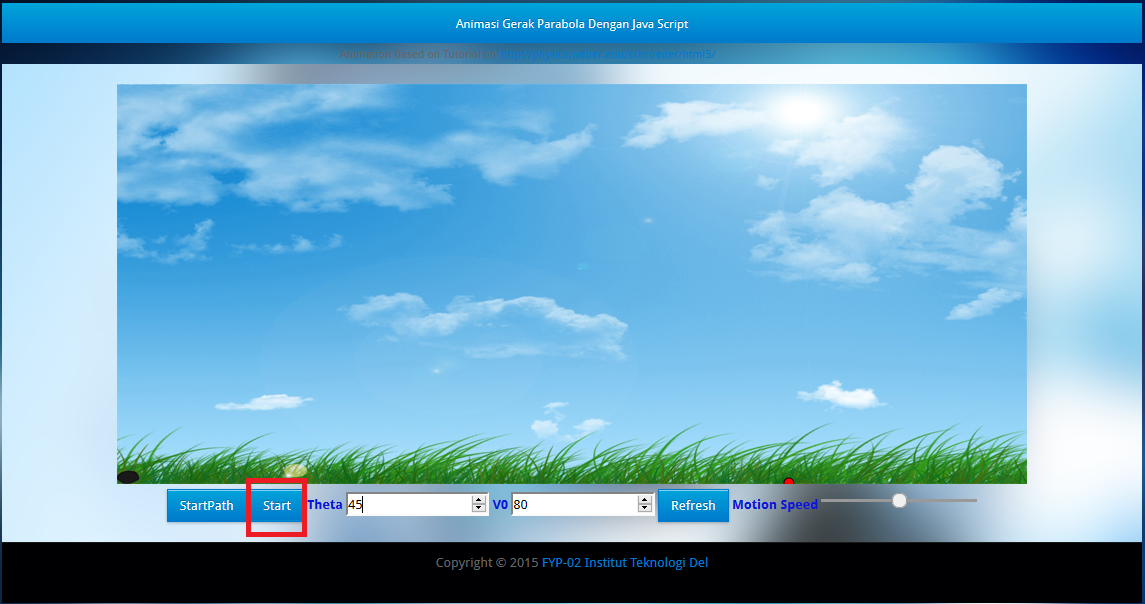 Animasi Gerak Parabola Dengan Java Script
Animation Based on Tutorial on
StartPath Start Theta 45 V0 80 Refresh Motion Speed
Copyright © 2015 FYP-02 Institut Teknologi Del